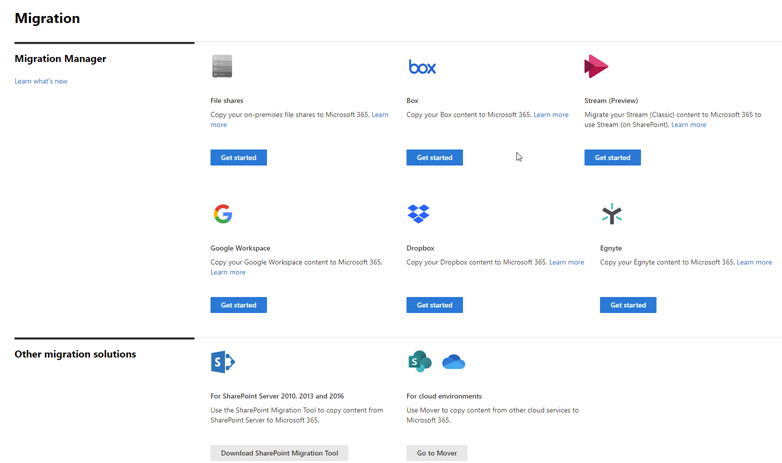 Migration
Migration Manager
Learn what's new
File shares
Copy your on-premises file shares to Microsoft 365. Learn
more
Get started
box
Box
Copy your Box content to Microsoft 365. Learn more
Get started
Stream (Preview)
Migrate your Stream (Classic) content to Microsoft 365 to
use Stream (on SharePoint). Learn more
Get started
Google Workspace
Copy your Google Workspace content to Microsoft 365.
Learn more
Get started
Dropbox
Copy your Dropbox content to Microsoft 365. Learn more
Get started
Egnyte
Copy your Egnyte content to Microsoft 365. Learn more
Get started
Other migration solutions
S
For SharePoint Server 2010, 2013 and 2016
Use the SharePoint Migration Tool to copy content from
SharePoint Server to Microsoft 365.
Download SharePoint Migration Tool
S
For cloud environments
Use Mover to copy content from other cloud services to
Microsoft 365.
Go to Mover